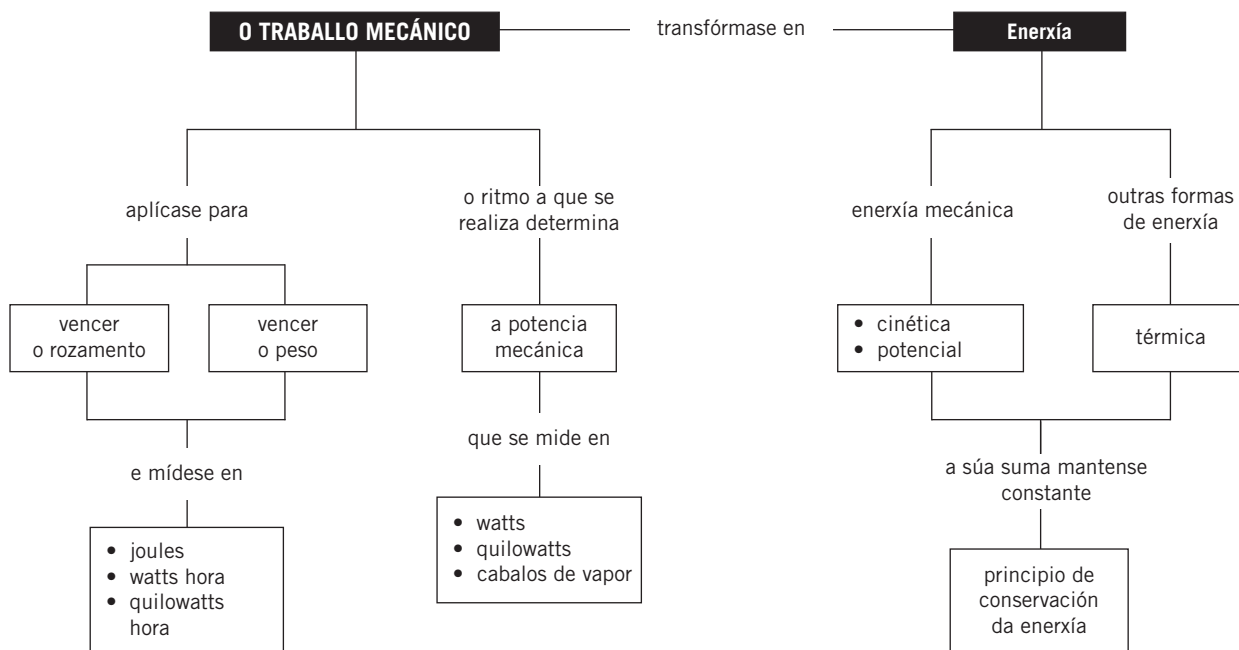 O TRABALLO MECÁNICO
transfórmase en
Enerxía
aplícase para
o ritmo a que se
realiza determina
enerxía mecánica
outras formas
de enerxía
vencer
o rozamento
vencer
o peso
a potencia
mecánica
• cinética
• potencial
térmica
e mídese en
que se mide en
a súa suma mantense
constante
• joules
• watts hora
• quilowatts
hora
• watts
• quilowatts
• cabalos de vapor
principio de
conservación
da enerxía